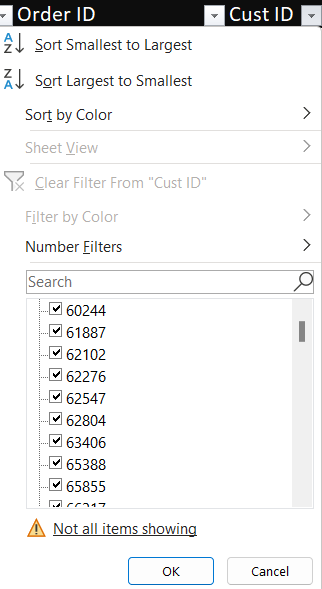 Order ID Cust ID
Sort Smallest to Largest
Sort Largest to Smallest
Sort by Color
Sheet View
Clear Filter From "Cust ID"
Filter by Color
Number Filters
Search
60244
61887
62102
62276
62547
62804
63406
65388
65855
66217
Not all items showing
OK Cancel